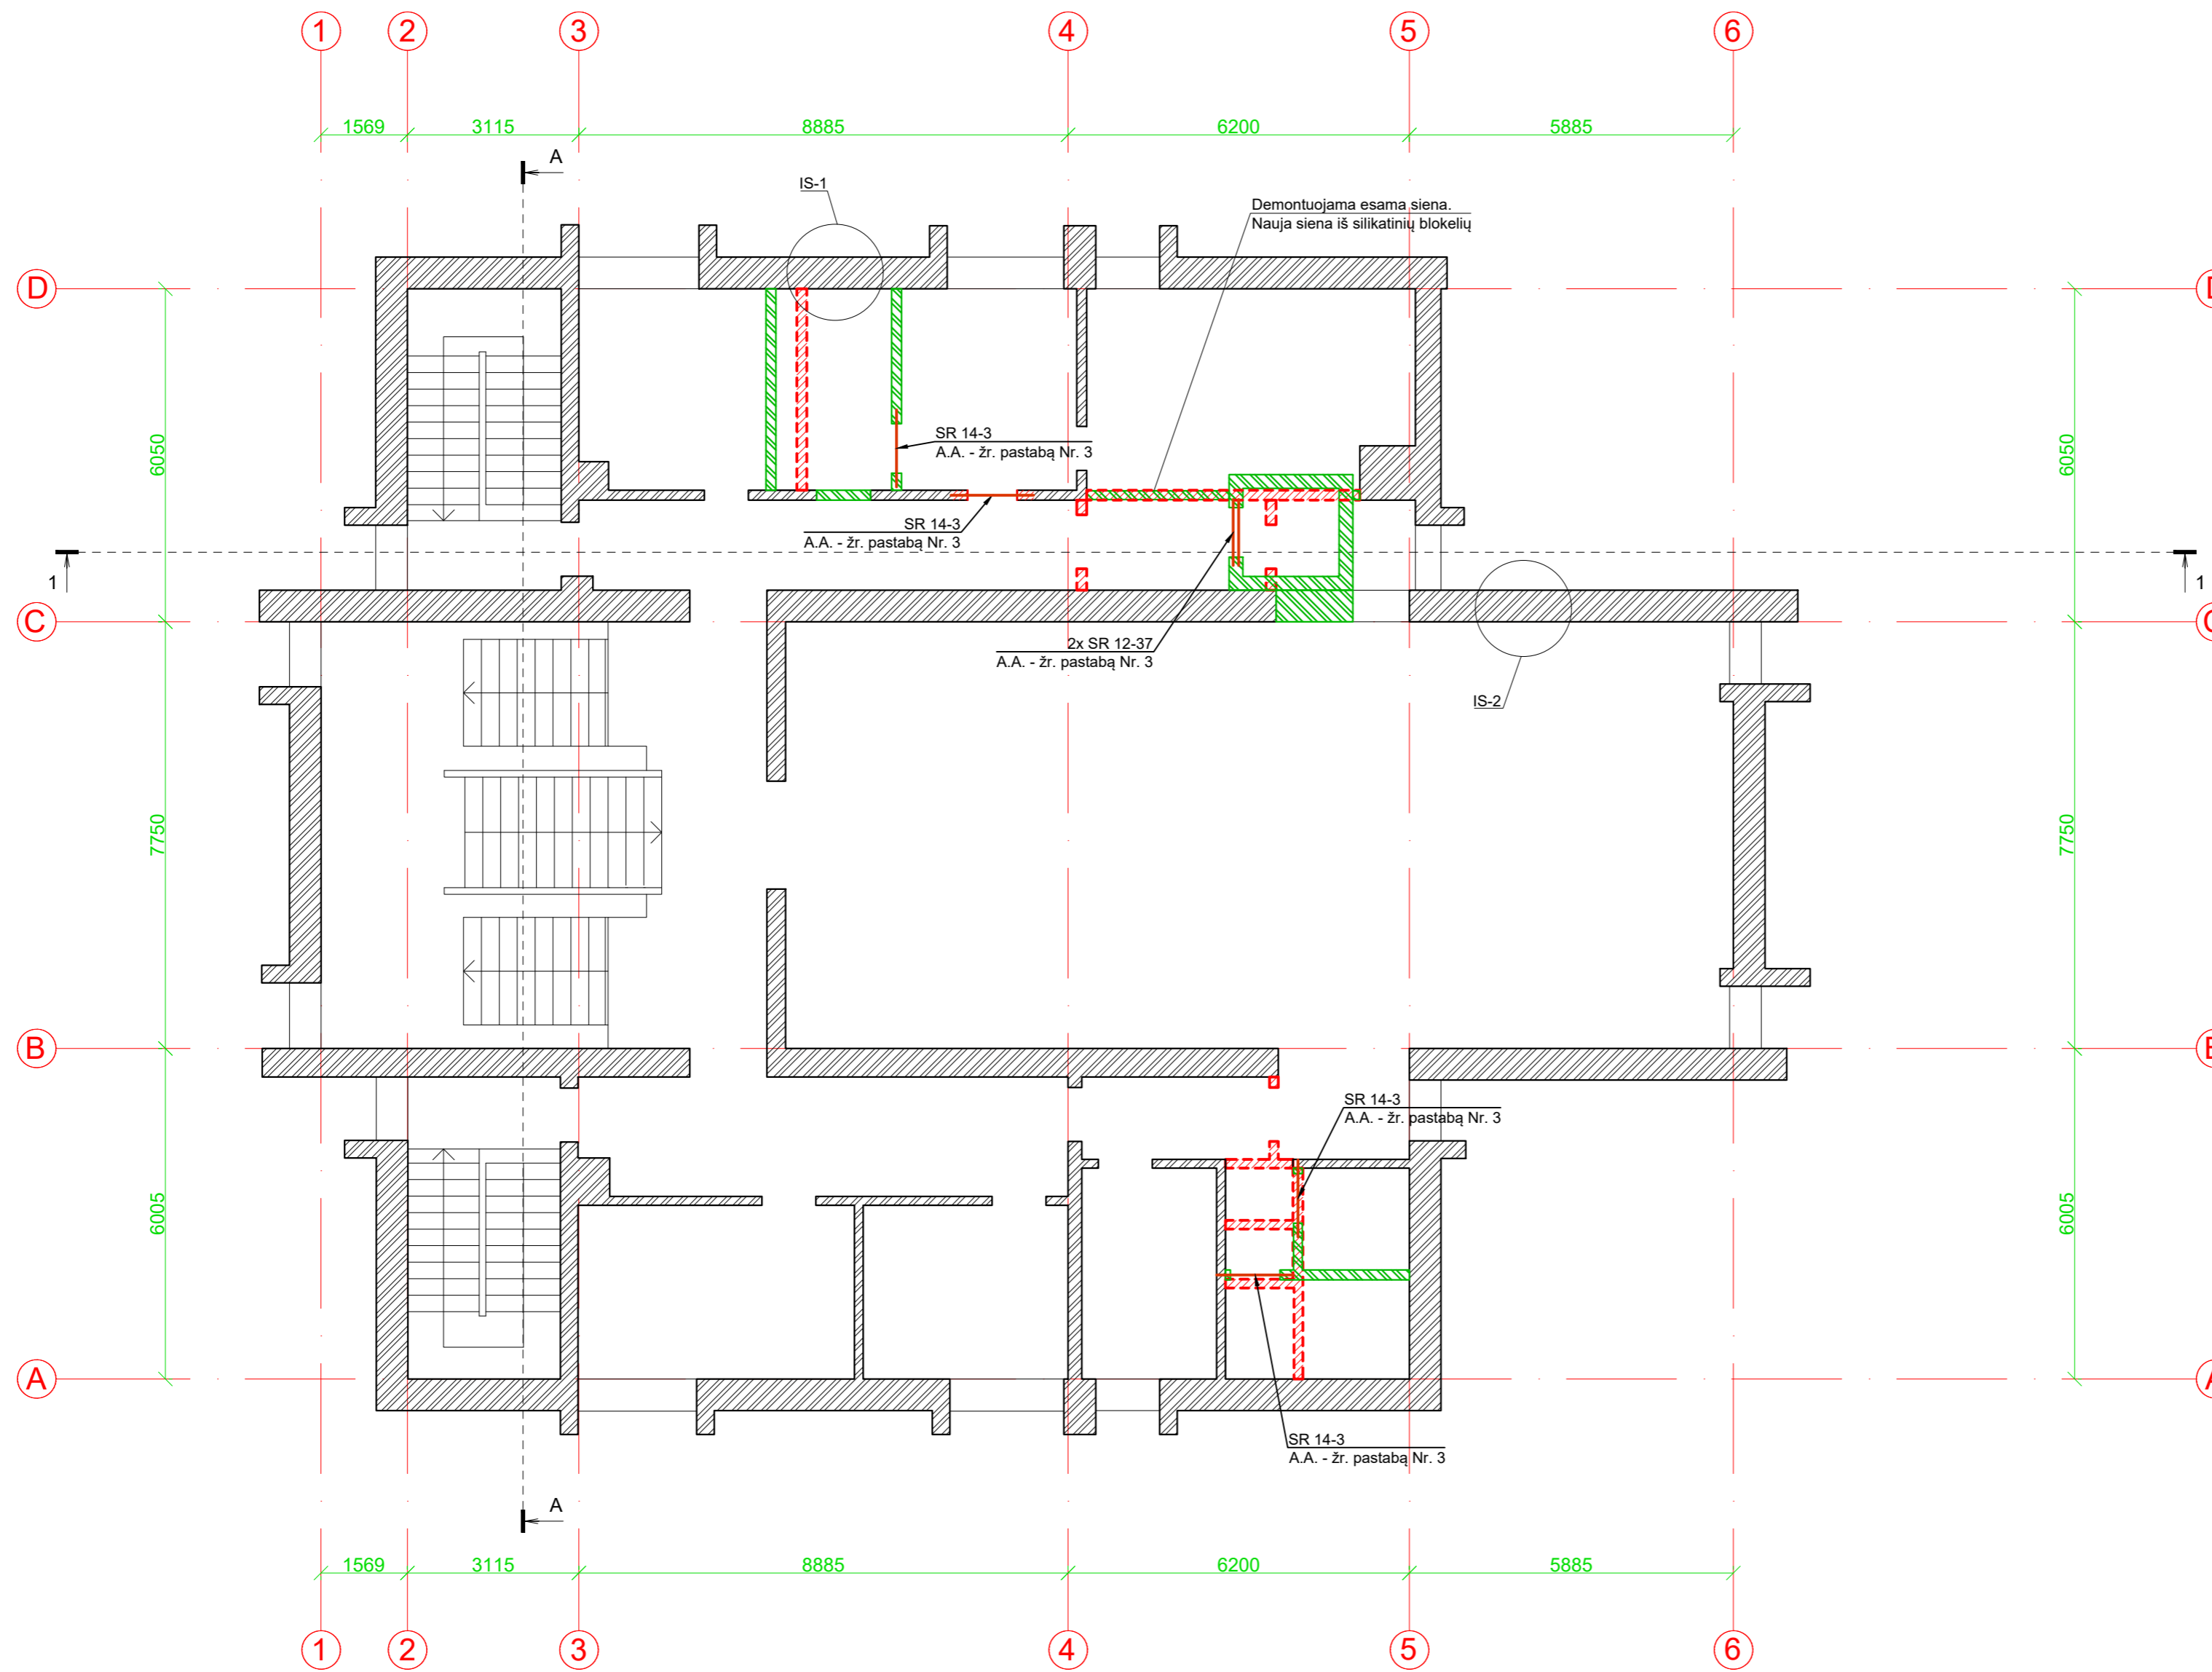 1 2 3 4 5 6
1569 3115 8885 6200 5885
A
IS-1
Demontuojama esama siena.
Nauja siena iš silikatinių blokelių
D D
6050 6050
SR 14-3
A.A. - žr. pastabą Nr. 3
SR 14-3
A.A. - žr. pastabą Nr. 3
1 1
C C
2x SR 12-37
A.A. - žr. pastabą Nr. 3
IS-2
7750 7750
B B
SR 14-3
A.A. - žr. pastabą Nr. 3
6005 6005
A A
SR 14-3
A.A. - žr. pastabą Nr. 3
A
1569 3115 8885 6200 5885
1 2 3 4 5 6